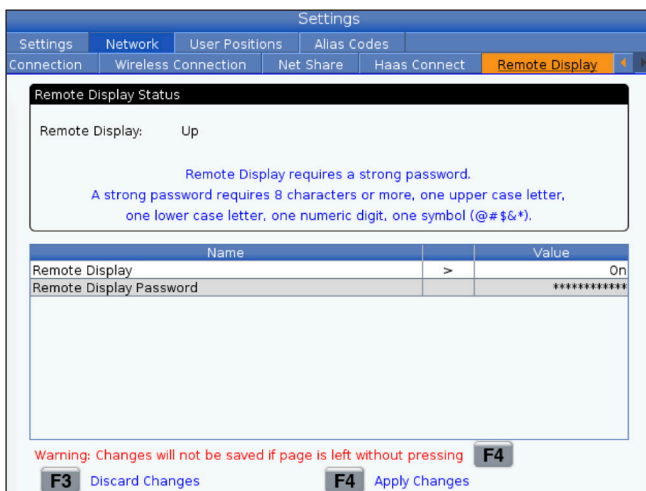 Settings
Settings Network User Positions Alias Codes
Connection Wireless Connection Net Share Haas Connect Remote Display
Remote Display Status
Remote Display: Up
Remote Display requires a strong password.
A strong password requires 8 characters or more, one upper case letter,
one lower case letter, one numeric digit, one symbol (@#$&*).
Name Value
Remote Display > On
Remote Display Password ************
Warning: Changes will not be saved if page is left without pressing F4
F3 Discard Changes F4 Apply Changes